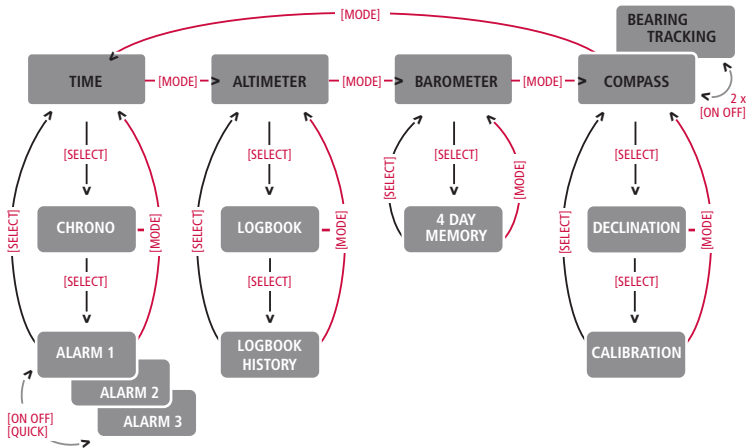 [MODE]
BEARING
TRACKING
TIME
[MODE]
ALTIMETER
[MODE]
BAROMETER
[MODE]
COMPASS
2 x
[ON OFF]
[SELECT]
[SELECT]
[SELECT]
[SELECT]
[SELECT]
CHRONO
[MODE]
[SELECT]
LOGBOOK
[MODE]
[SELECT]
4 DAY
MEMORY
[MODE]
[SELECT]
DECLINATION
[MODE]
[SELECT]
[SELECT]
[SELECT]
ALARM 1
LOGBOOK
HISTORY
CALIBRATION
ALARM 2
ALARM 3
[ON OFF]
[QUICK]